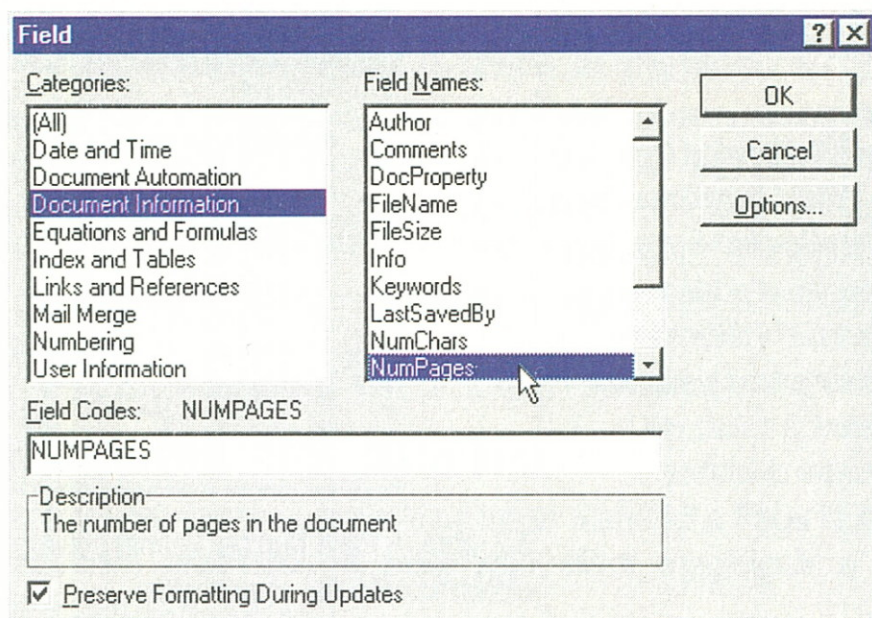 Field
Categories:
(All)
Date and Time
Document Automation
Document Information
Equations and Formulas
Index and Tables
Links and References
Mail Merge
Numbering
User Information
Field Names:
Author
Comments
DocProperty
FileName
FileSize
Info
Keywords
LastSavedBy
NumChars
NumPages
OK
Cancel
Options...
Field Codes: NUMPAGES
NUMPAGES
Description
The number of pages in the document
Preserve Formatting During Updates